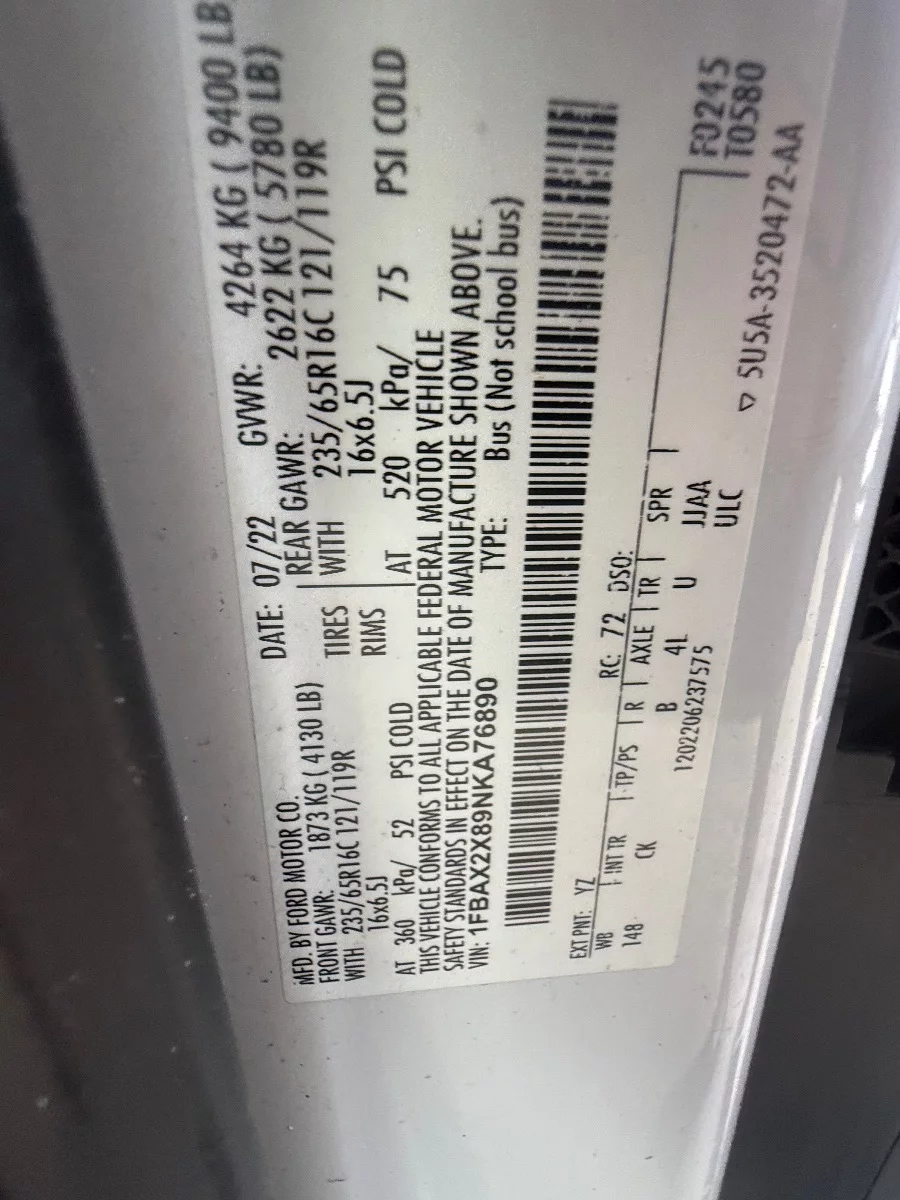 MFD. BY FORD MOTOR CO. DATE: 07/22 GVWR: 4264 KG ( 9400 LB
FRONT GAWR: 1873 KG ( 4130 LB) REAR GAWR: 2622 KG ( 5780 LB)
WITH 235/65R16C 121/119R TIRES WITH 235/65R16C 121/119R
16x6.5J RIMS 16x6.5J
AT 360 kPa/ 52 PSI COLD AT 520 kPa/ 75 PSI COLD
THIS VEHICLE CONFORMS TO ALL APPLICABLE FEDERAL MOTOR VEHICLE
SAFETY STANDARDS IN EFFECT ON THE DATE OF MANUFACTURE SHOWN ABOVE.
VIN: 1FBAX2X89NKA76890 TYPE: Bus (Not school bus)
EXT PNT: YZ RC: 72 DSO: F0245
WB INT TR TP/PS R AXLE TR SPR T0580
148 CK B 4L U JJAA
1202206237575 ULC ▽ 5U5A-3520472-AA